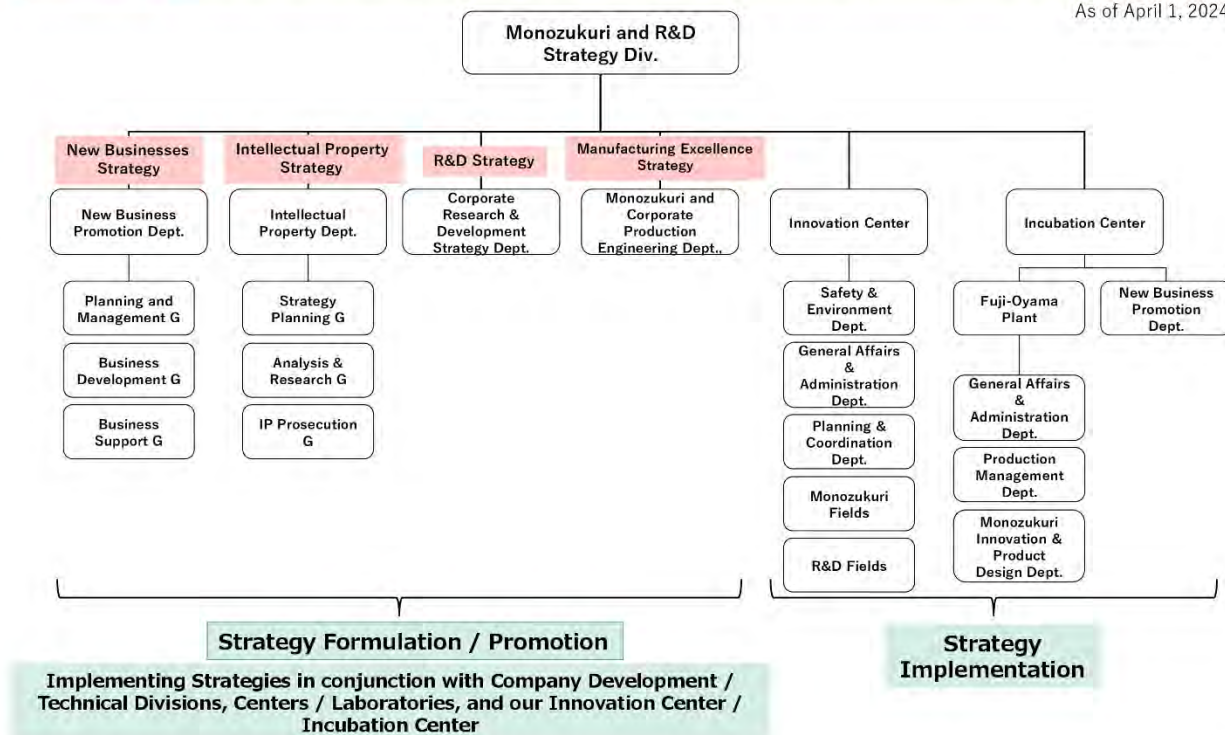 As of April 1, 2024
Monozukuri and R&D
Strategy Div.
New Businesses
Strategy
Intellectual Property
Strategy
R&D Strategy
Manufacturing Excellence
Strategy
New Business
Promotion Dept.
Intellectual
Property Dept.
Corporate
Research &
Development
Strategy Dept.
Monozukuri and
Corporate
Production
Engineering Dept.,
Innovation Center
Incubation Center
Planning and
Management G
Business
Development G
Business
Support G
Strategy
Planning G
Analysis &
Research G
IP Prosecution
G
Safety &
Environment
Dept.
General Affairs
&
Administration
Dept.
Planning &
Coordination
Dept.
Monozukuri
Fields
R&D Fields
Fuji-Oyama
Plant
New Business
Promotion
Dept.
General Affairs
&
Administration
Dept.
Production
Management
Dept.
Monozukuri
Innovation &
Product
Design Dept.
Strategy Formulation / Promotion
Implementing Strategies in conjunction with Company Development /
Technical Divisions, Centers / Laboratories, and our Innovation Center /
Incubation Center
Strategy
Implementation